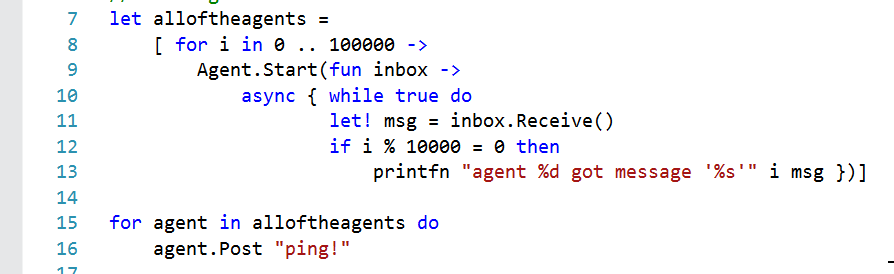 7 let alloftheagents =
8 [ for i in 0 .. 100000 ->
9 Agent.Start(fun inbox ->
10 async { while true do
11 let! msg = inbox.Receive()
12 if i % 10000 = 0 then
13 printfn "agent %d got message '%s'" i msg })]
14
15 for agent in alloftheagents do
16 agent.Post "ping!"
17